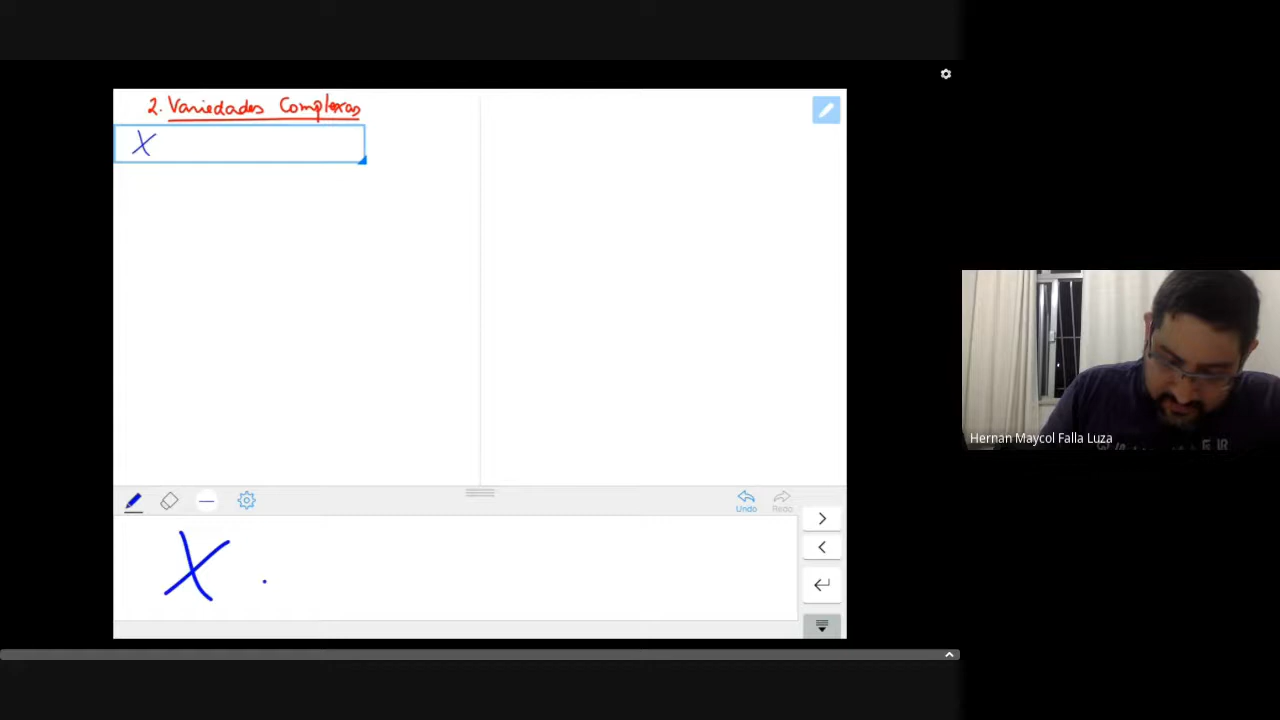 2. Variedades Complexas
X
Undo
Redo
X .
Hernan Maycol Falla Luza